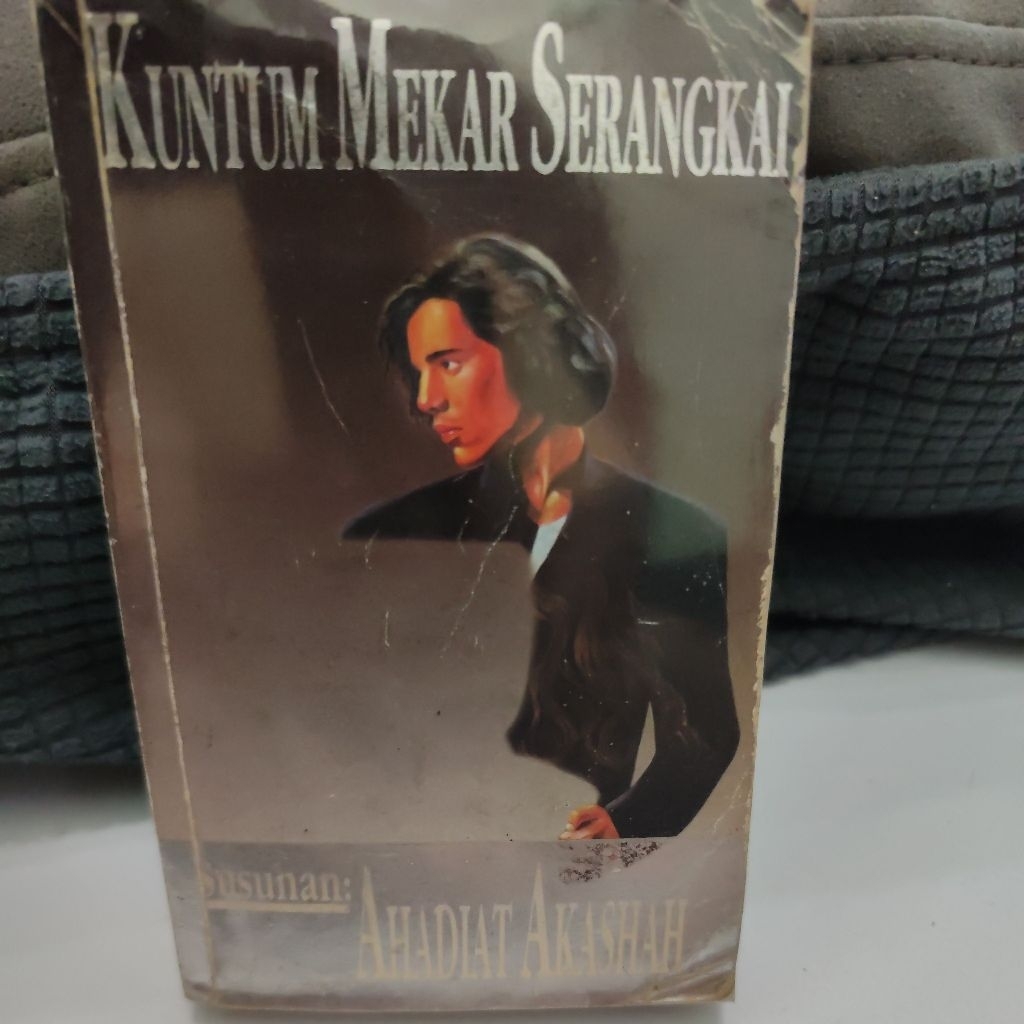 KUNTUM MEKAR SERANGKAI
Susunan:
AHADIAT AKASHAH